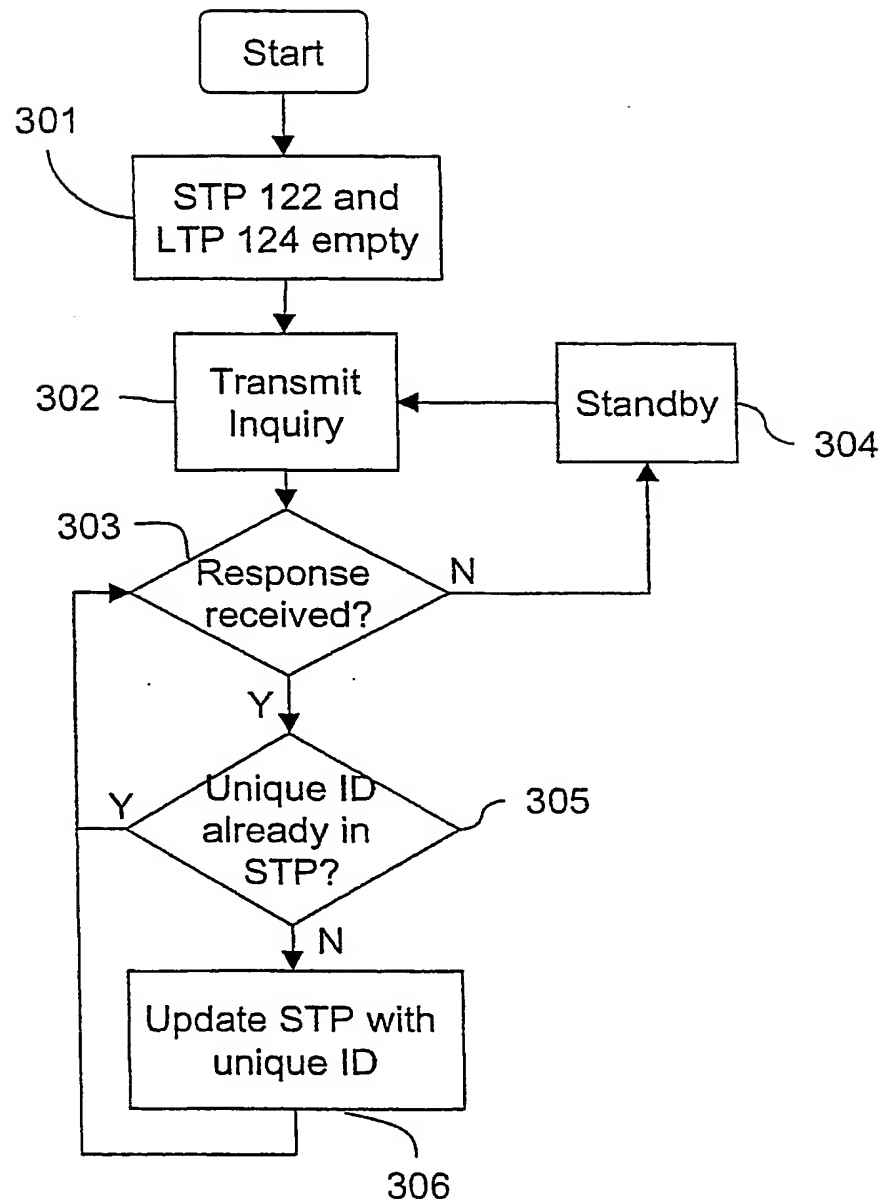 Start
301
STP 122 and
LTP 124 empty
302
Transmit
Inquiry
Standby
304
303
Response
received?
N
Y
Y
Unique ID
already in
STP?
305
N
Update STP with
unique ID
306